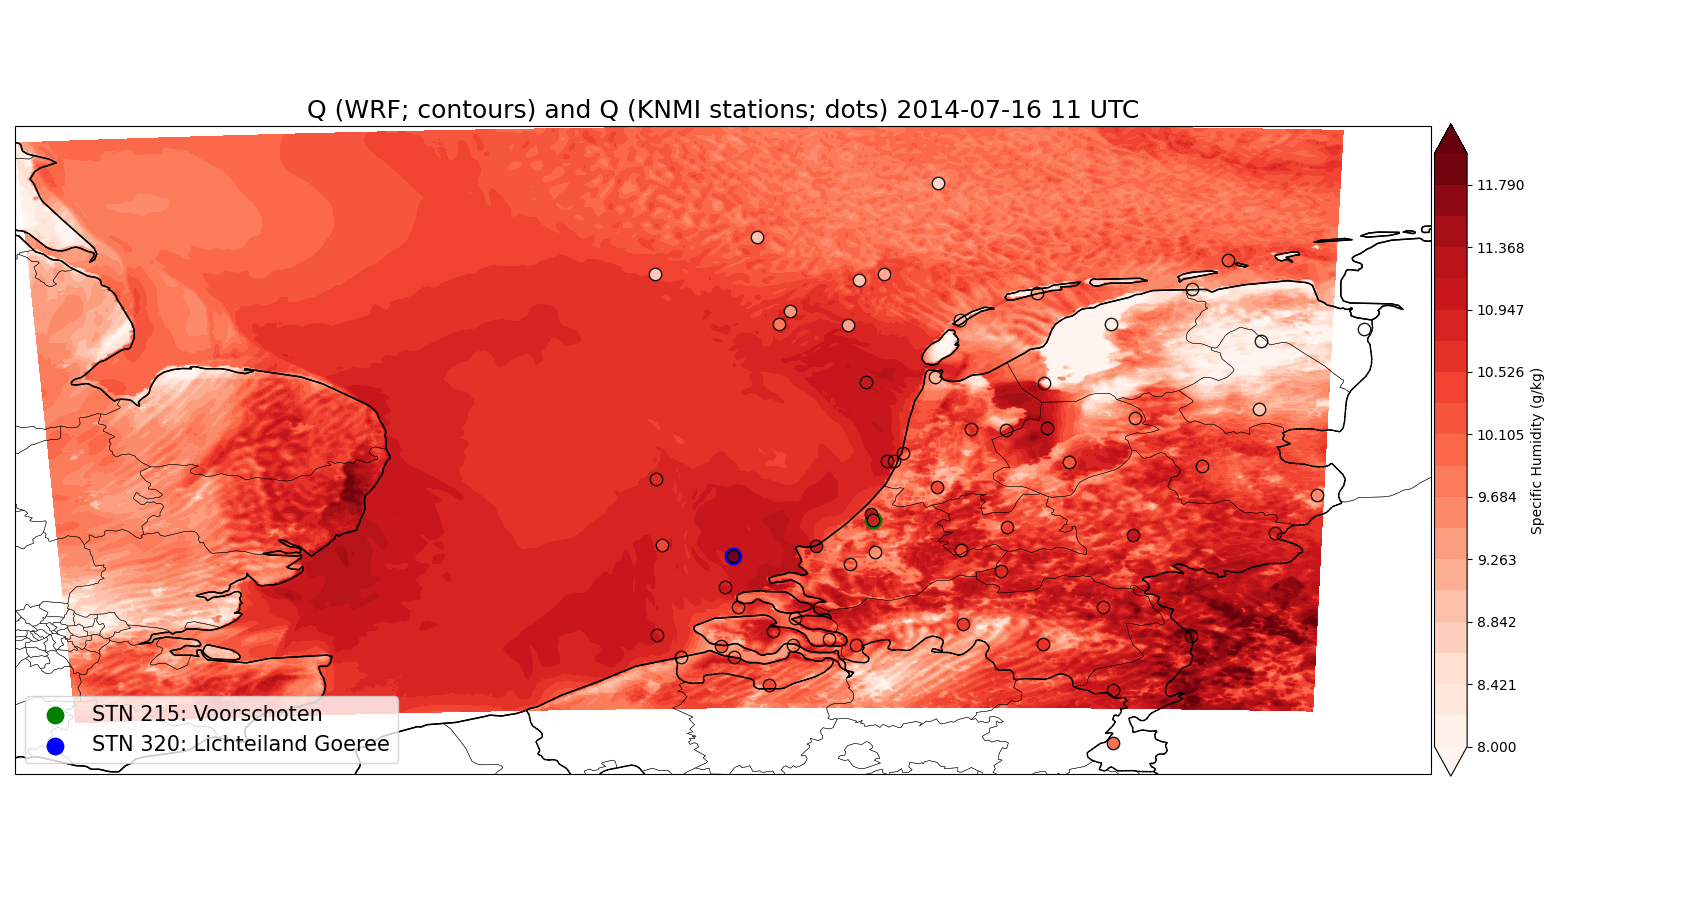 Q (WRF; contours) and Q (KNMI stations; dots) 2014-07-16 11 UTC
11.790
11.368
10.947
10.526
10.105
9.684
9.263
8.842
8.421
8.000
Specific Humidity (g/kg)
STN 215: Voorschoten
STN 320: Lichteiland Goeree